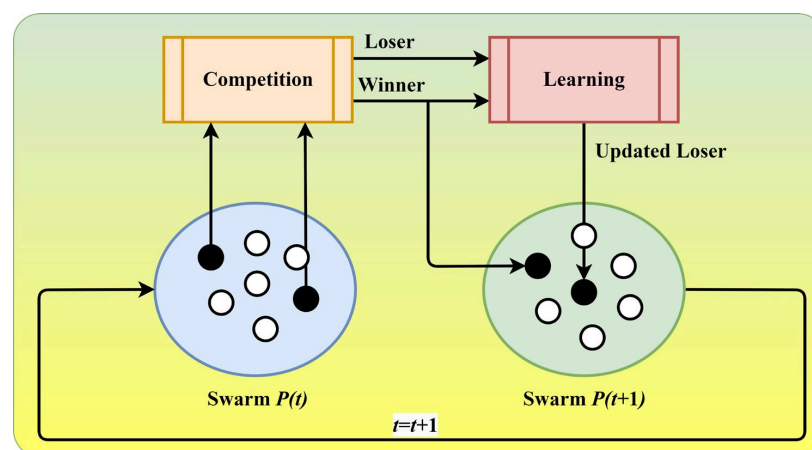 Loser
Competition
Winner
Learning
Updated Loser
Swarm P(t)
Swarm P(t+1)
t=t+1